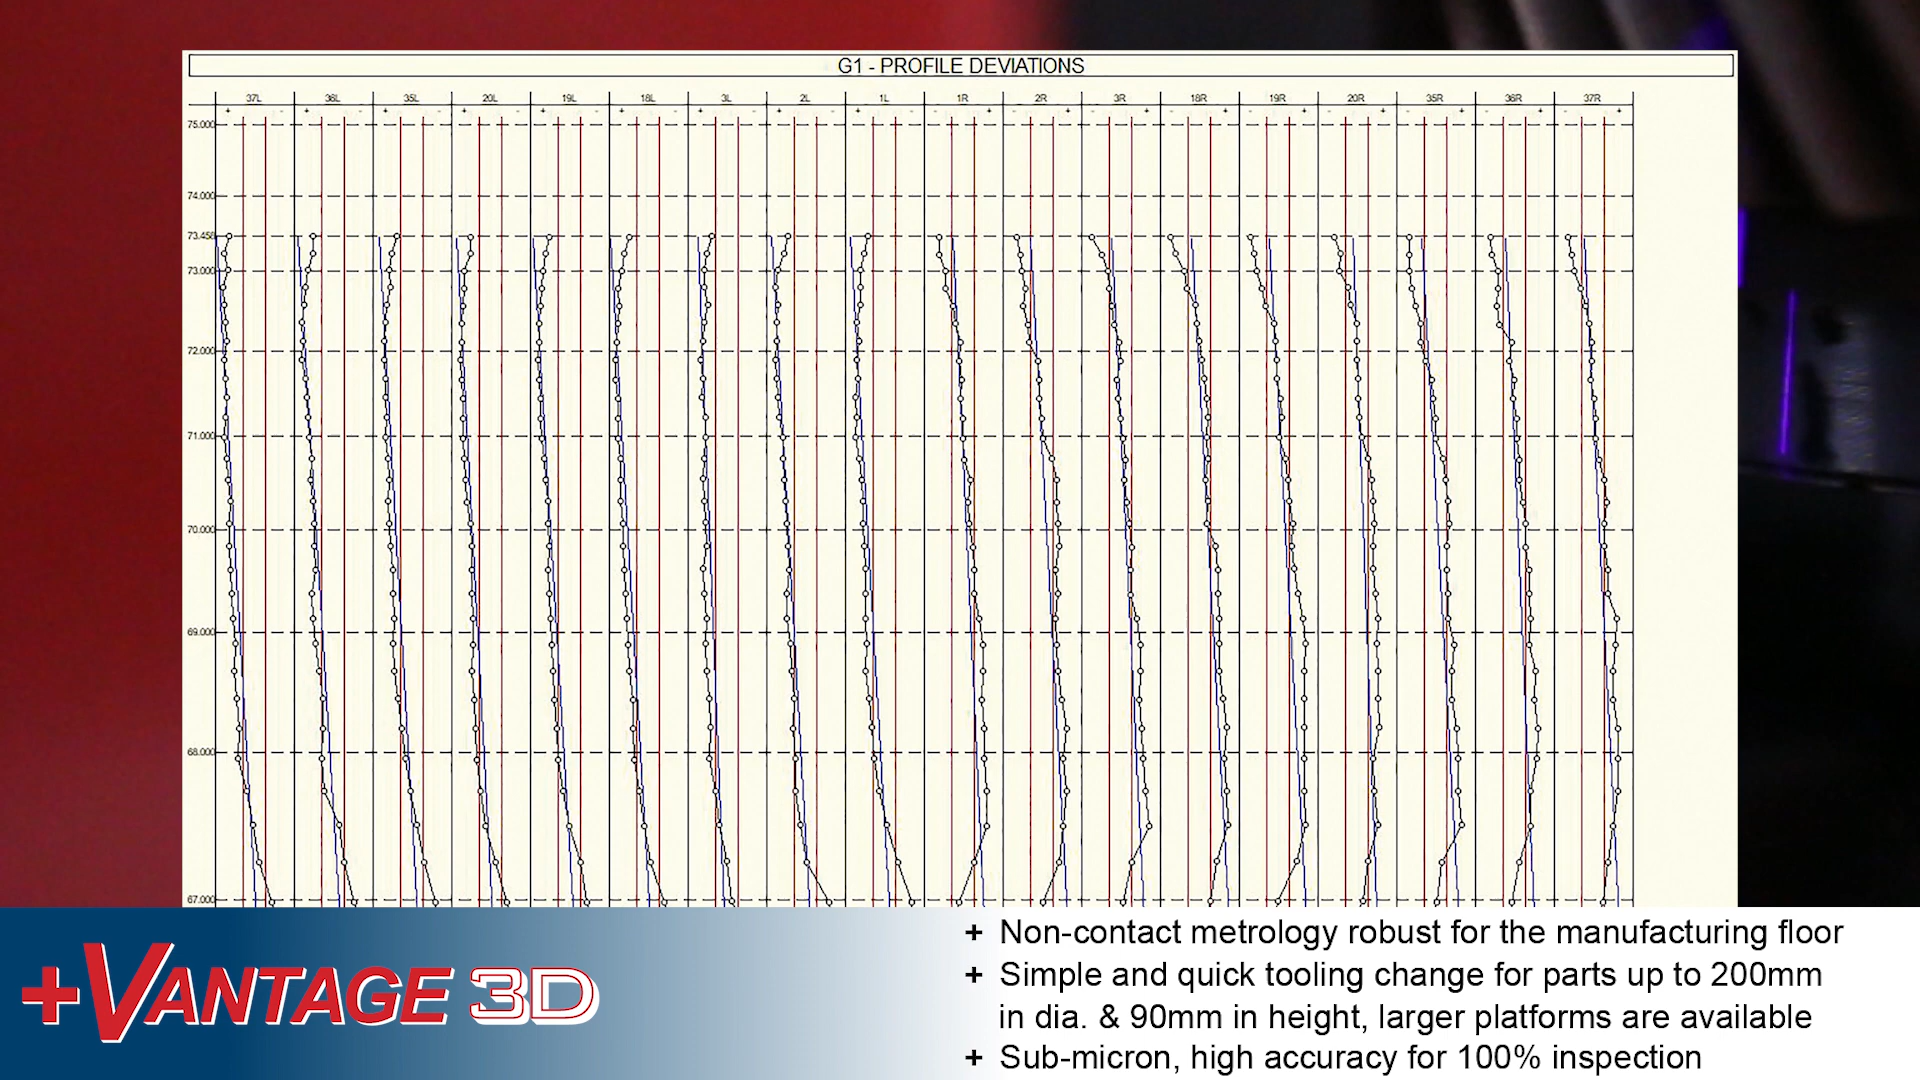 G1 - PROFILE DEVIATIONS
37L 36L 35L 20L 19L 18L 3L 2L 1L 1R 2R 3R 18R 19R 20R 35R 36R 37R
+ - + - + - + - + - + - + - + - + - - + - + - + - + - + - + - + - + - +
75.000
74.000
73.458
73.000
72.000
71.000
70.000
69.000
68.000
67.000
+VANTAGE 3D
+ Non-contact metrology robust for the manufacturing floor
+ Simple and quick tooling change for parts up to 200mm
in dia. & 90mm in height, larger platforms are available
+ Sub-micron, high accuracy for 100% inspection